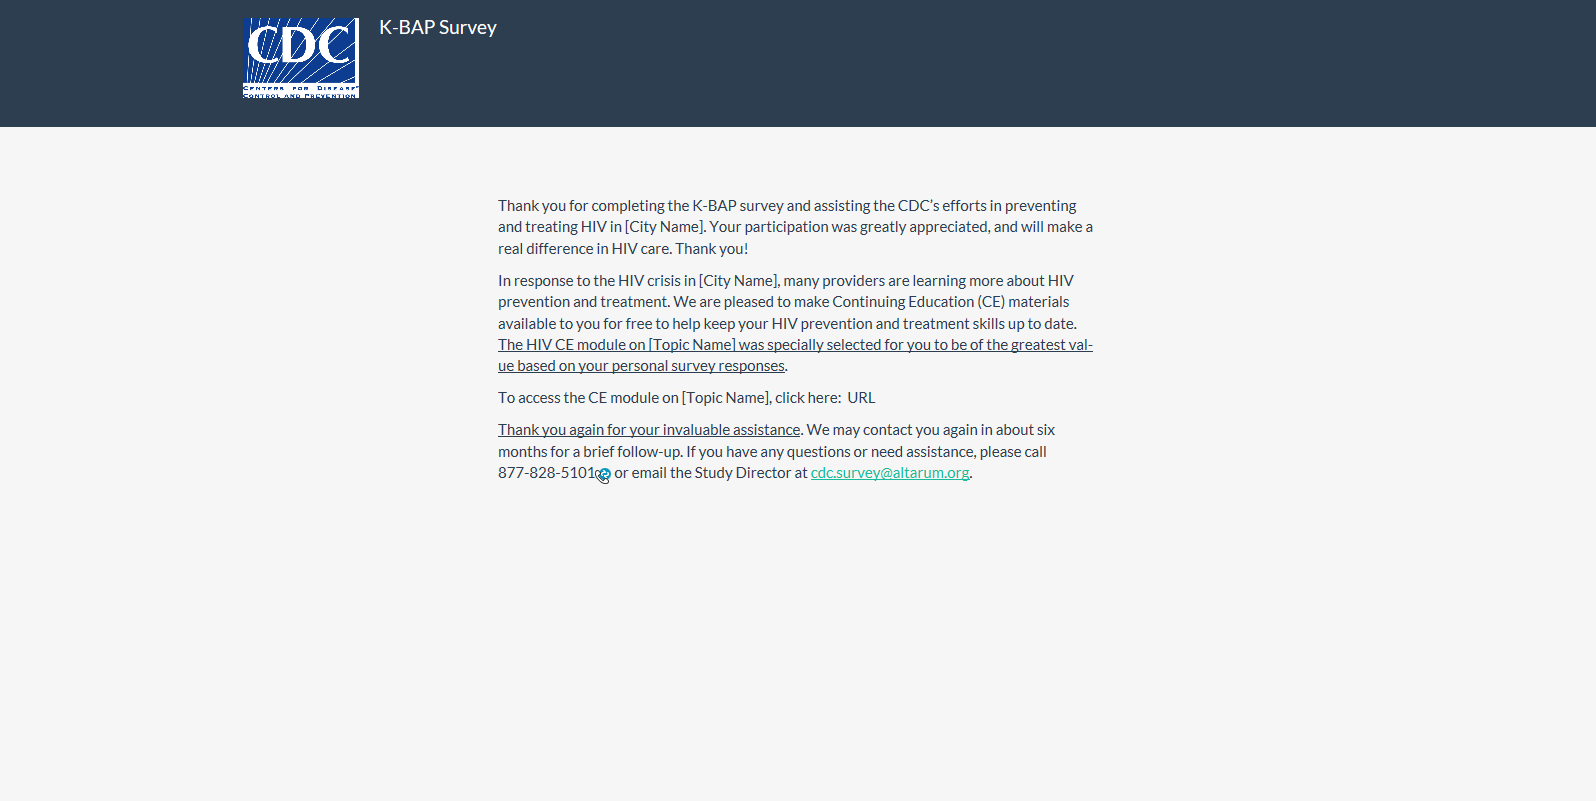 CDC
CENTERS FOR DISEASE
CONTROL AND PREVENTION
K-BAP Survey
Thank you for completing the K-BAP survey and assisting the CDC’s efforts in preventing
and treating HIV in [City Name]. Your participation was greatly appreciated, and will make a
real difference in HIV care. Thank you!
In response to the HIV crisis in [City Name], many providers are learning more about HIV
prevention and treatment. We are pleased to make Continuing Education (CE) materials
available to you for free to help keep your HIV prevention and treatment skills up to date.
The HIV CE module on [Topic Name] was specially selected for you to be of the greatest val-
ue based on your personal survey responses.
To access the CE module on [Topic Name], click here:  URL
Thank you again for your invaluable assistance. We may contact you again in about six
months for a brief follow-up. If you have any questions or need assistance, please call
877-828-5101 or email the Study Director at cdc.survey@altarum.org.